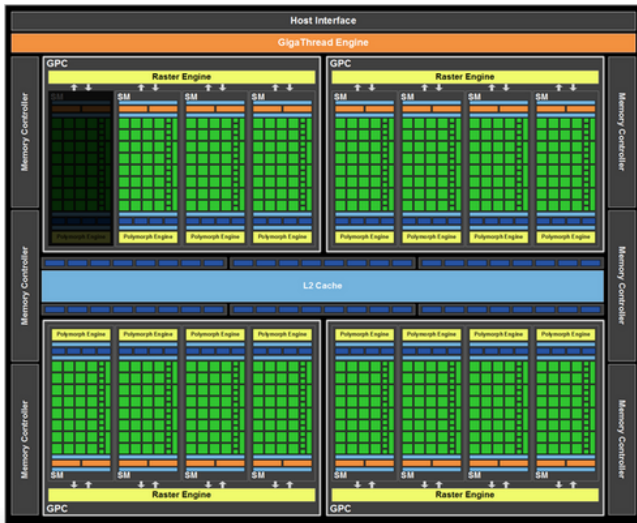 Host Interface
GigaThread Engine
Memory Controller
Memory Controller
GPC
GPC
Raster Engine
Raster Engine
SM
SM
SM
SM
SM
SM
SM
SM
Polymorph Engine
Polymorph Engine
Polymorph Engine
Polymorph Engine
Polymorph Engine
Polymorph Engine
Polymorph Engine
Polymorph Engine
Memory Controller
L2 Cache
Memory Controller
Polymorph Engine
Polymorph Engine
Polymorph Engine
Polymorph Engine
Polymorph Engine
Polymorph Engine
Polymorph Engine
Polymorph Engine
Memory Controller
Memory Controller
SM
SM
SM
SM
SM
SM
SM
SM
Raster Engine
Raster Engine
GPC
GPC